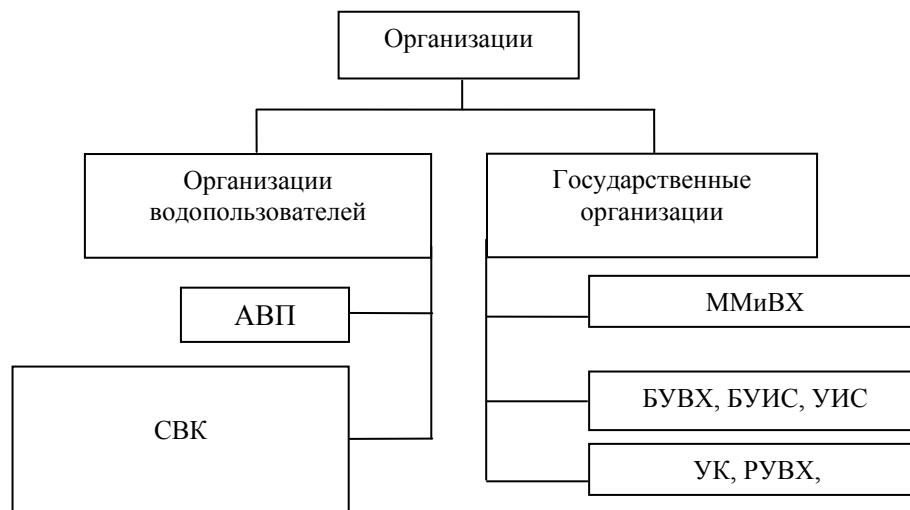 Организации
Организации
водопользователей
Государственные
организации
АВП
СВК
ММиВХ
БУВХ, БУИС, УИС
УК, РУВХ,